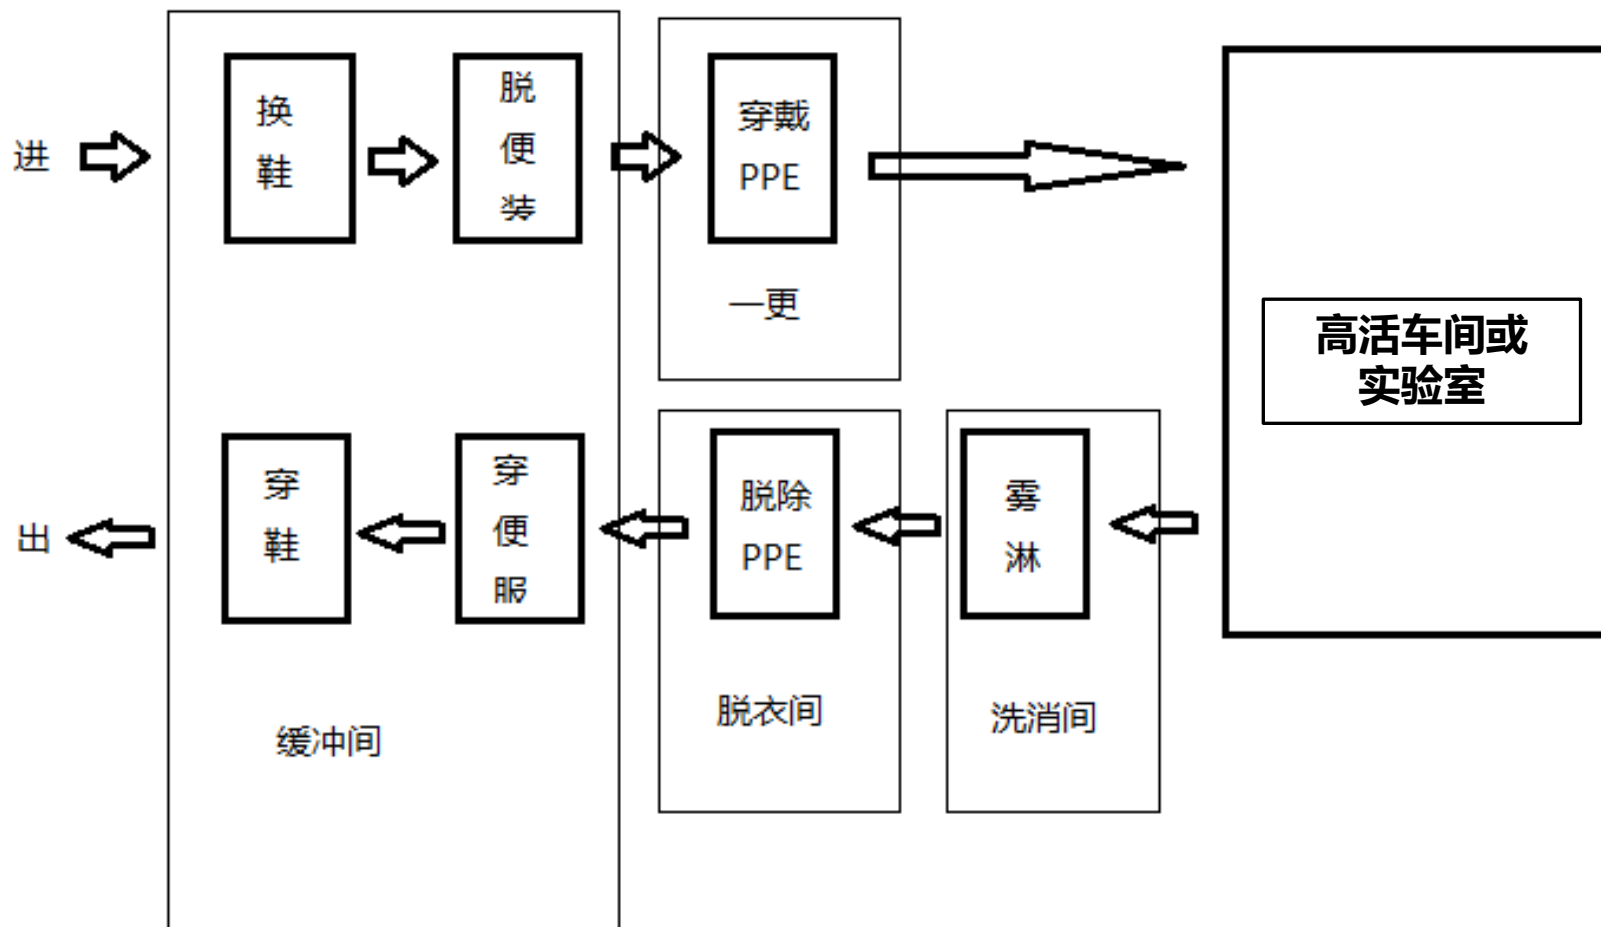 进
换
鞋
脱
便
装
穿戴
PPE
一更
高活车间或
实验室
出
穿
鞋
穿
便
服
脱除
PPE
雾
淋
缓冲间
脱衣间
洗消间